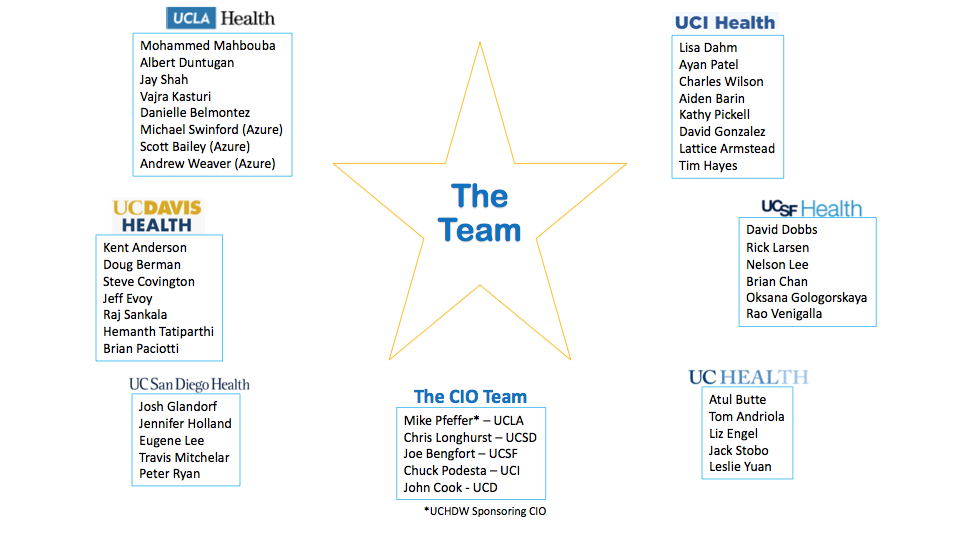 UCLA Health
Mohammed Mahbouba
Albert Duntugan
Jay Shah
Vajra Kasturi
Danielle Belmontez
Michael Swinford (Azure)
Scott Bailey (Azure)
Andrew Weaver (Azure)
UCI Health
Lisa Dahm
Ayan Patel
Charles Wilson
Aiden Barin
Kathy Pickell
David Gonzalez
Lattice Armstead
Tim Hayes
The
Team
UCDAVIS
HEALTH
Kent Anderson
Doug Berman
Steve Covington
Jeff Evoy
Raj Sankala
Hemanth Tatiparthi
Brian Paciotti
UCSF Health
David Dobbs
Rick Larsen
Nelson Lee
Brian Chan
Oksana Gologorskaya
Rao Venigalla
UC San Diego Health
Josh Glandorf
Jennifer Holland
Eugene Lee
Travis Mitchelar
Peter Ryan
The CIO Team
Mike Pfeffer* – UCLA
Chris Longhurst – UCSD
Joe Bengfort – UCSF
Chuck Podesta – UCI
John Cook - UCD
*UCHDW Sponsoring CIO
UC HEALTH
Atul Butte
Tom Andriola
Liz Engel
Jack Stobo
Leslie Yuan